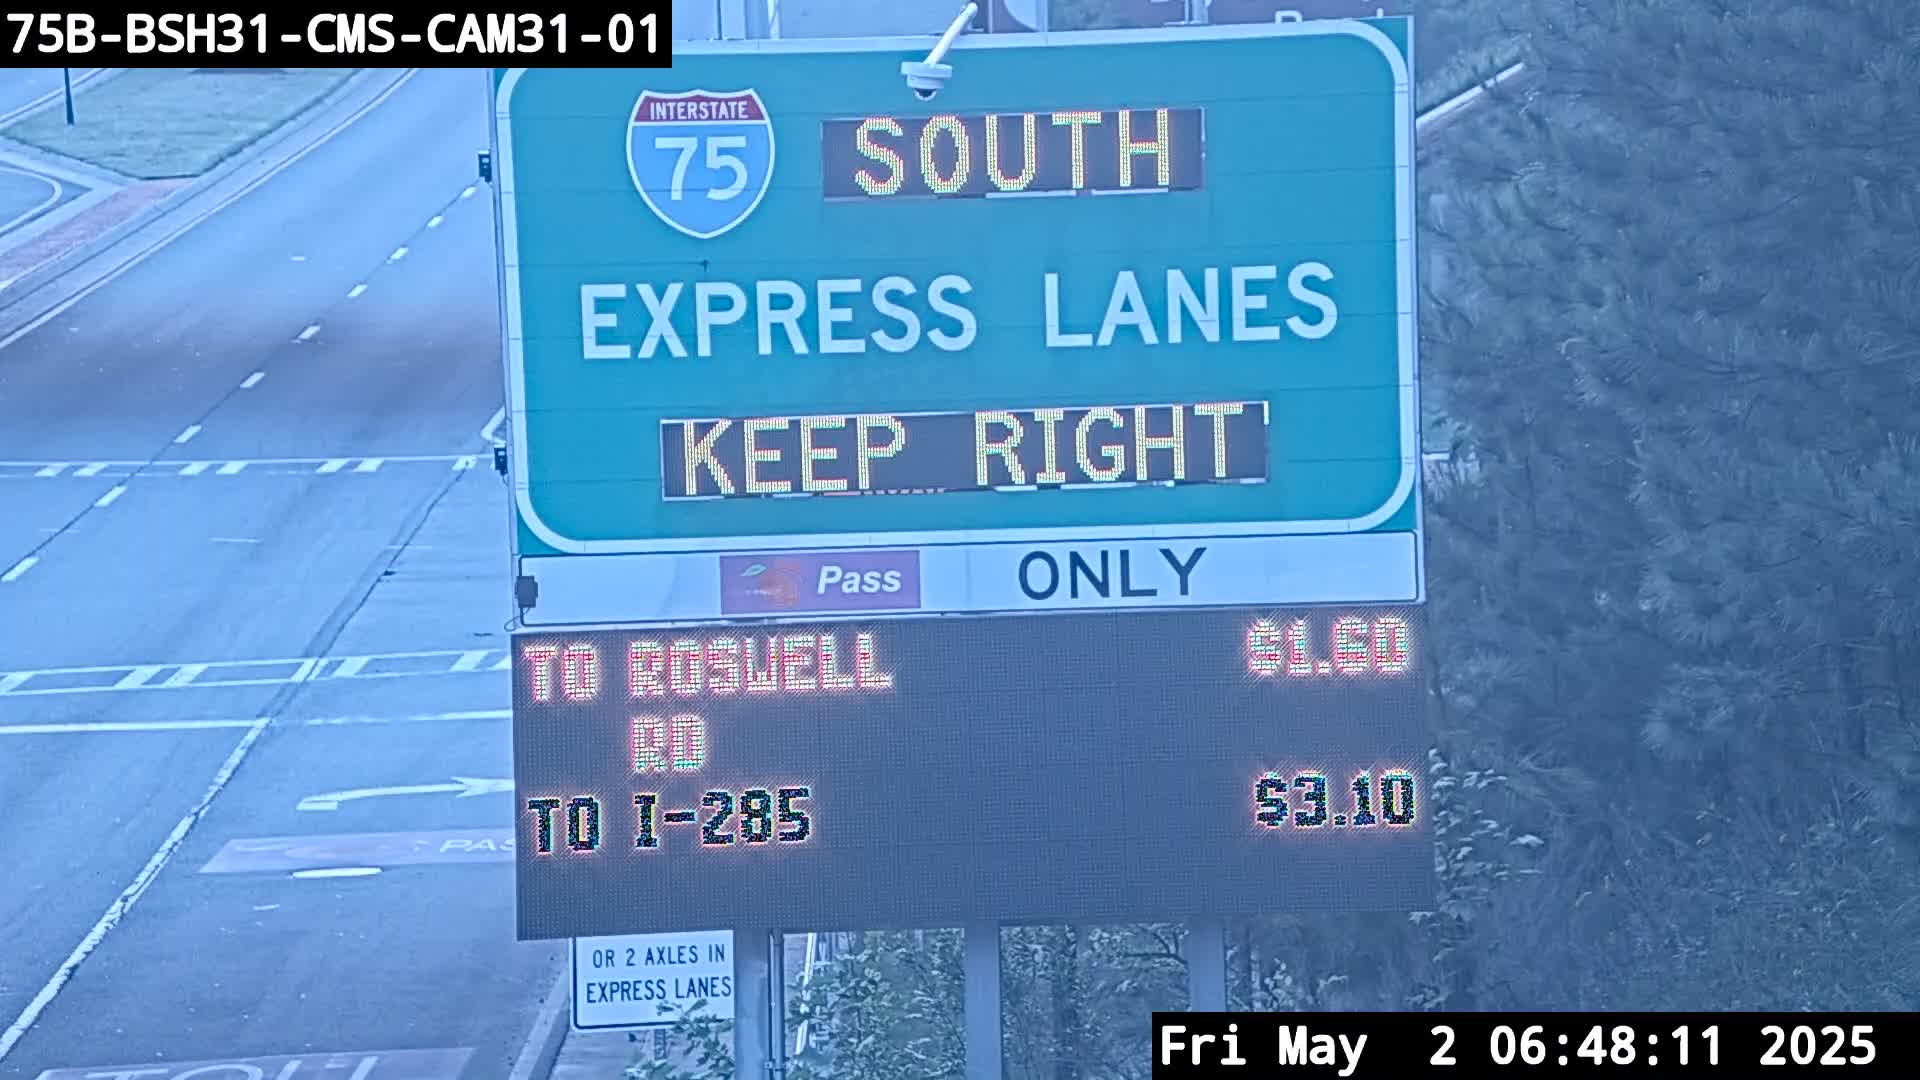 75B-BSH31-CMS-CAM31-01
INTERSTATE
75
SOUTH
EXPRESS LANES
KEEP RIGHT
Pass ONLY
TO ROSWELL $1.60
RD
TO I-285 $3.10
OR 2 AXLES IN
EXPRESS LANES
Fri May 2 06:48:11 2025